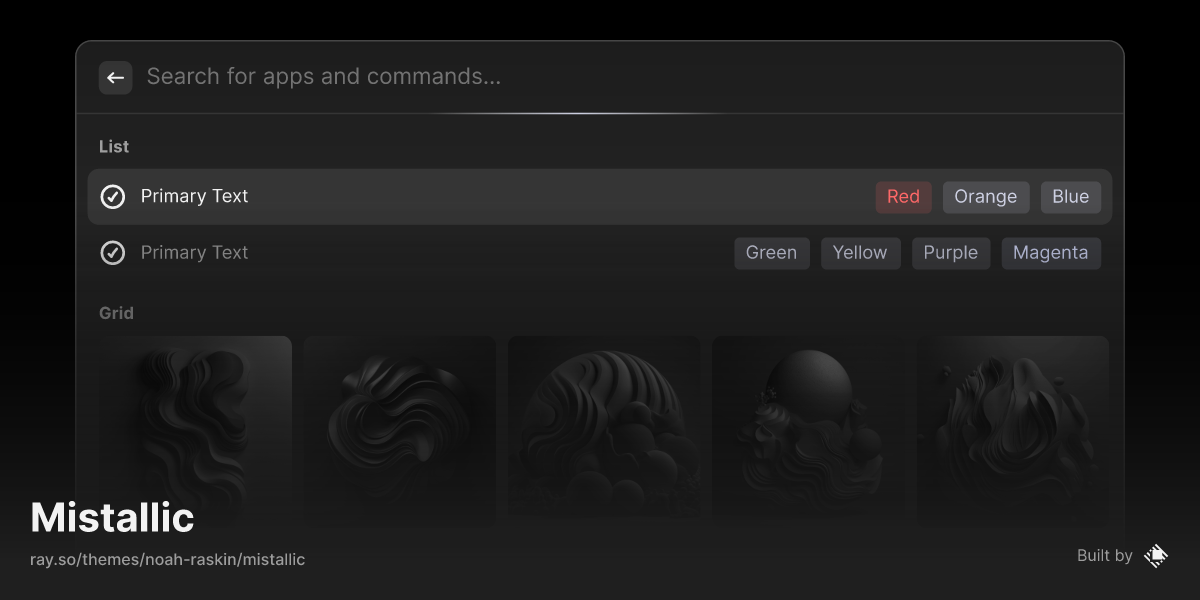 Search for apps and commands...
List
Primary Text Red Orange Blue
Primary Text Green Yellow Purple Magenta
Grid
Mistallic
ray.so/themes/noah-raskin/mistallic
Built by